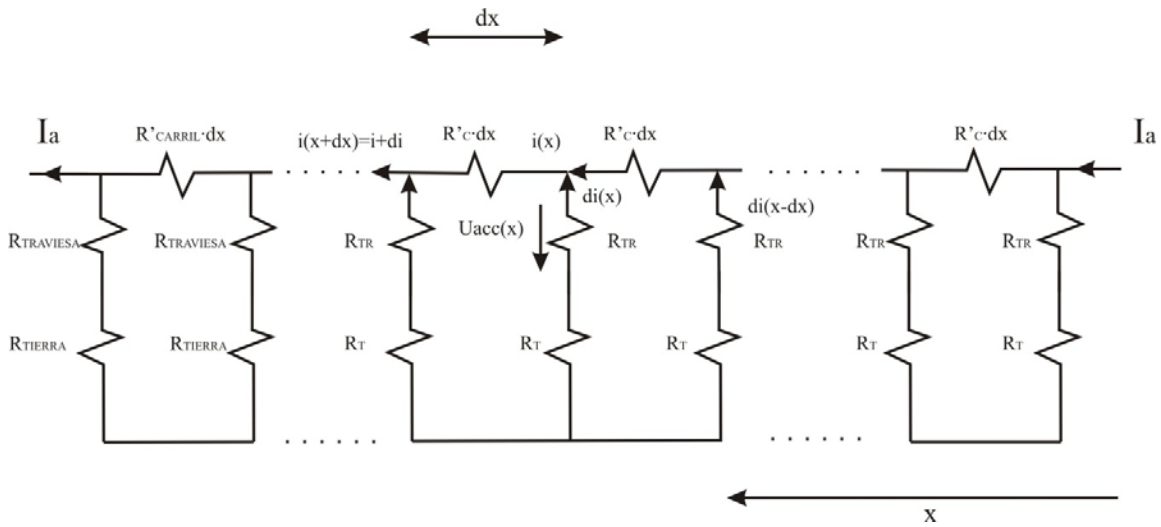 dx
Ia
R'CARRIL·dx
i(x+dx)=i+di
R'C·dx
i(x)
R'C·dx
R'C·dx
Ia
di(x)
di(x-dx)
Uacc(x)
RTRAVIESA
RTRAVIESA
RTR
RTR
RTR
RTR
RTR
RTIERRA
RTIERRA
RT
RT
RT
RT
RT
x